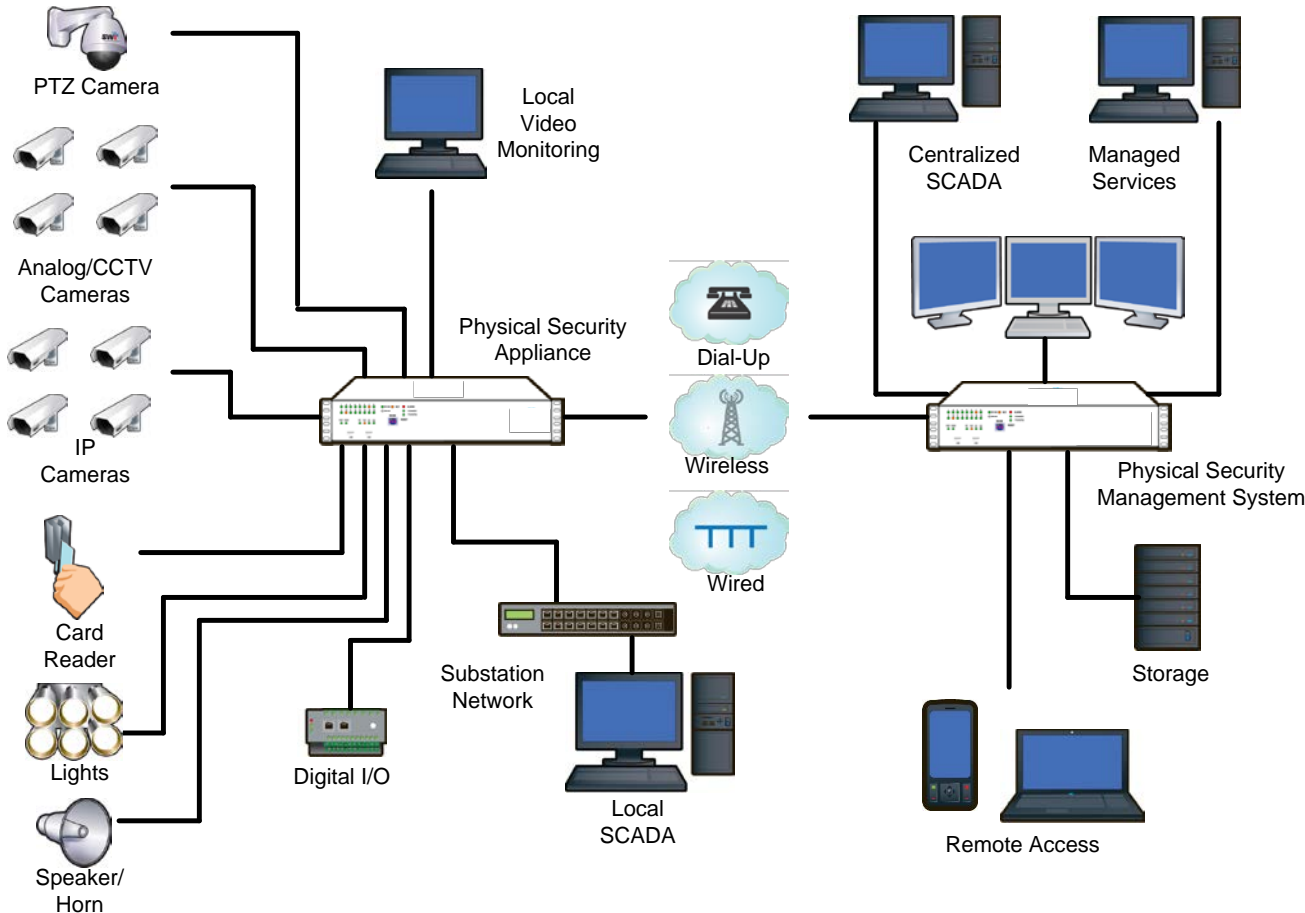 PTZ Camera
Analog/CCTV
Cameras
IP
Cameras
Card
Reader
Lights
Speaker/
Horn
Local
Video
Monitoring
Physical Security
Appliance
Digital I/O
Substation
Network
Local
SCADA
Dial-Up
Wireless
Wired
Centralized
SCADA
Managed
Services
Physical Security
Management System
Storage
Remote Access